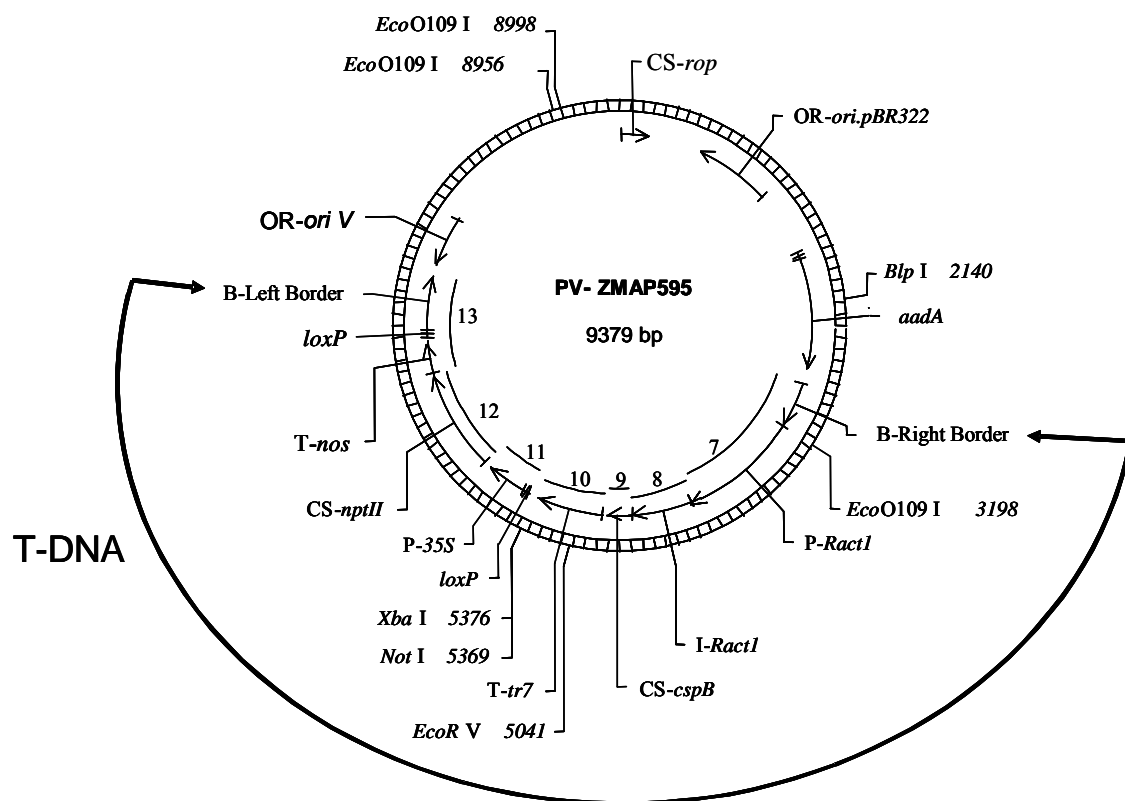 EcoO109 I 8998
EcoO109 I 8956
CS-rop
OR-ori.pBR322
OR-ori V
Blp I 2140
PV- ZMAP595
B-Left Border
aadA
13
loxP
9379 bp
12
T-nos
B-Right Border
11
7
10
9
8
CS-nptII
EcoO109 I 3198
T-DNA
P-35S
P-Ract1
loxP
Xba I 5376
I-Ract1
Not I 5369
T-tr7
CS-cspB
EcoR V 5041